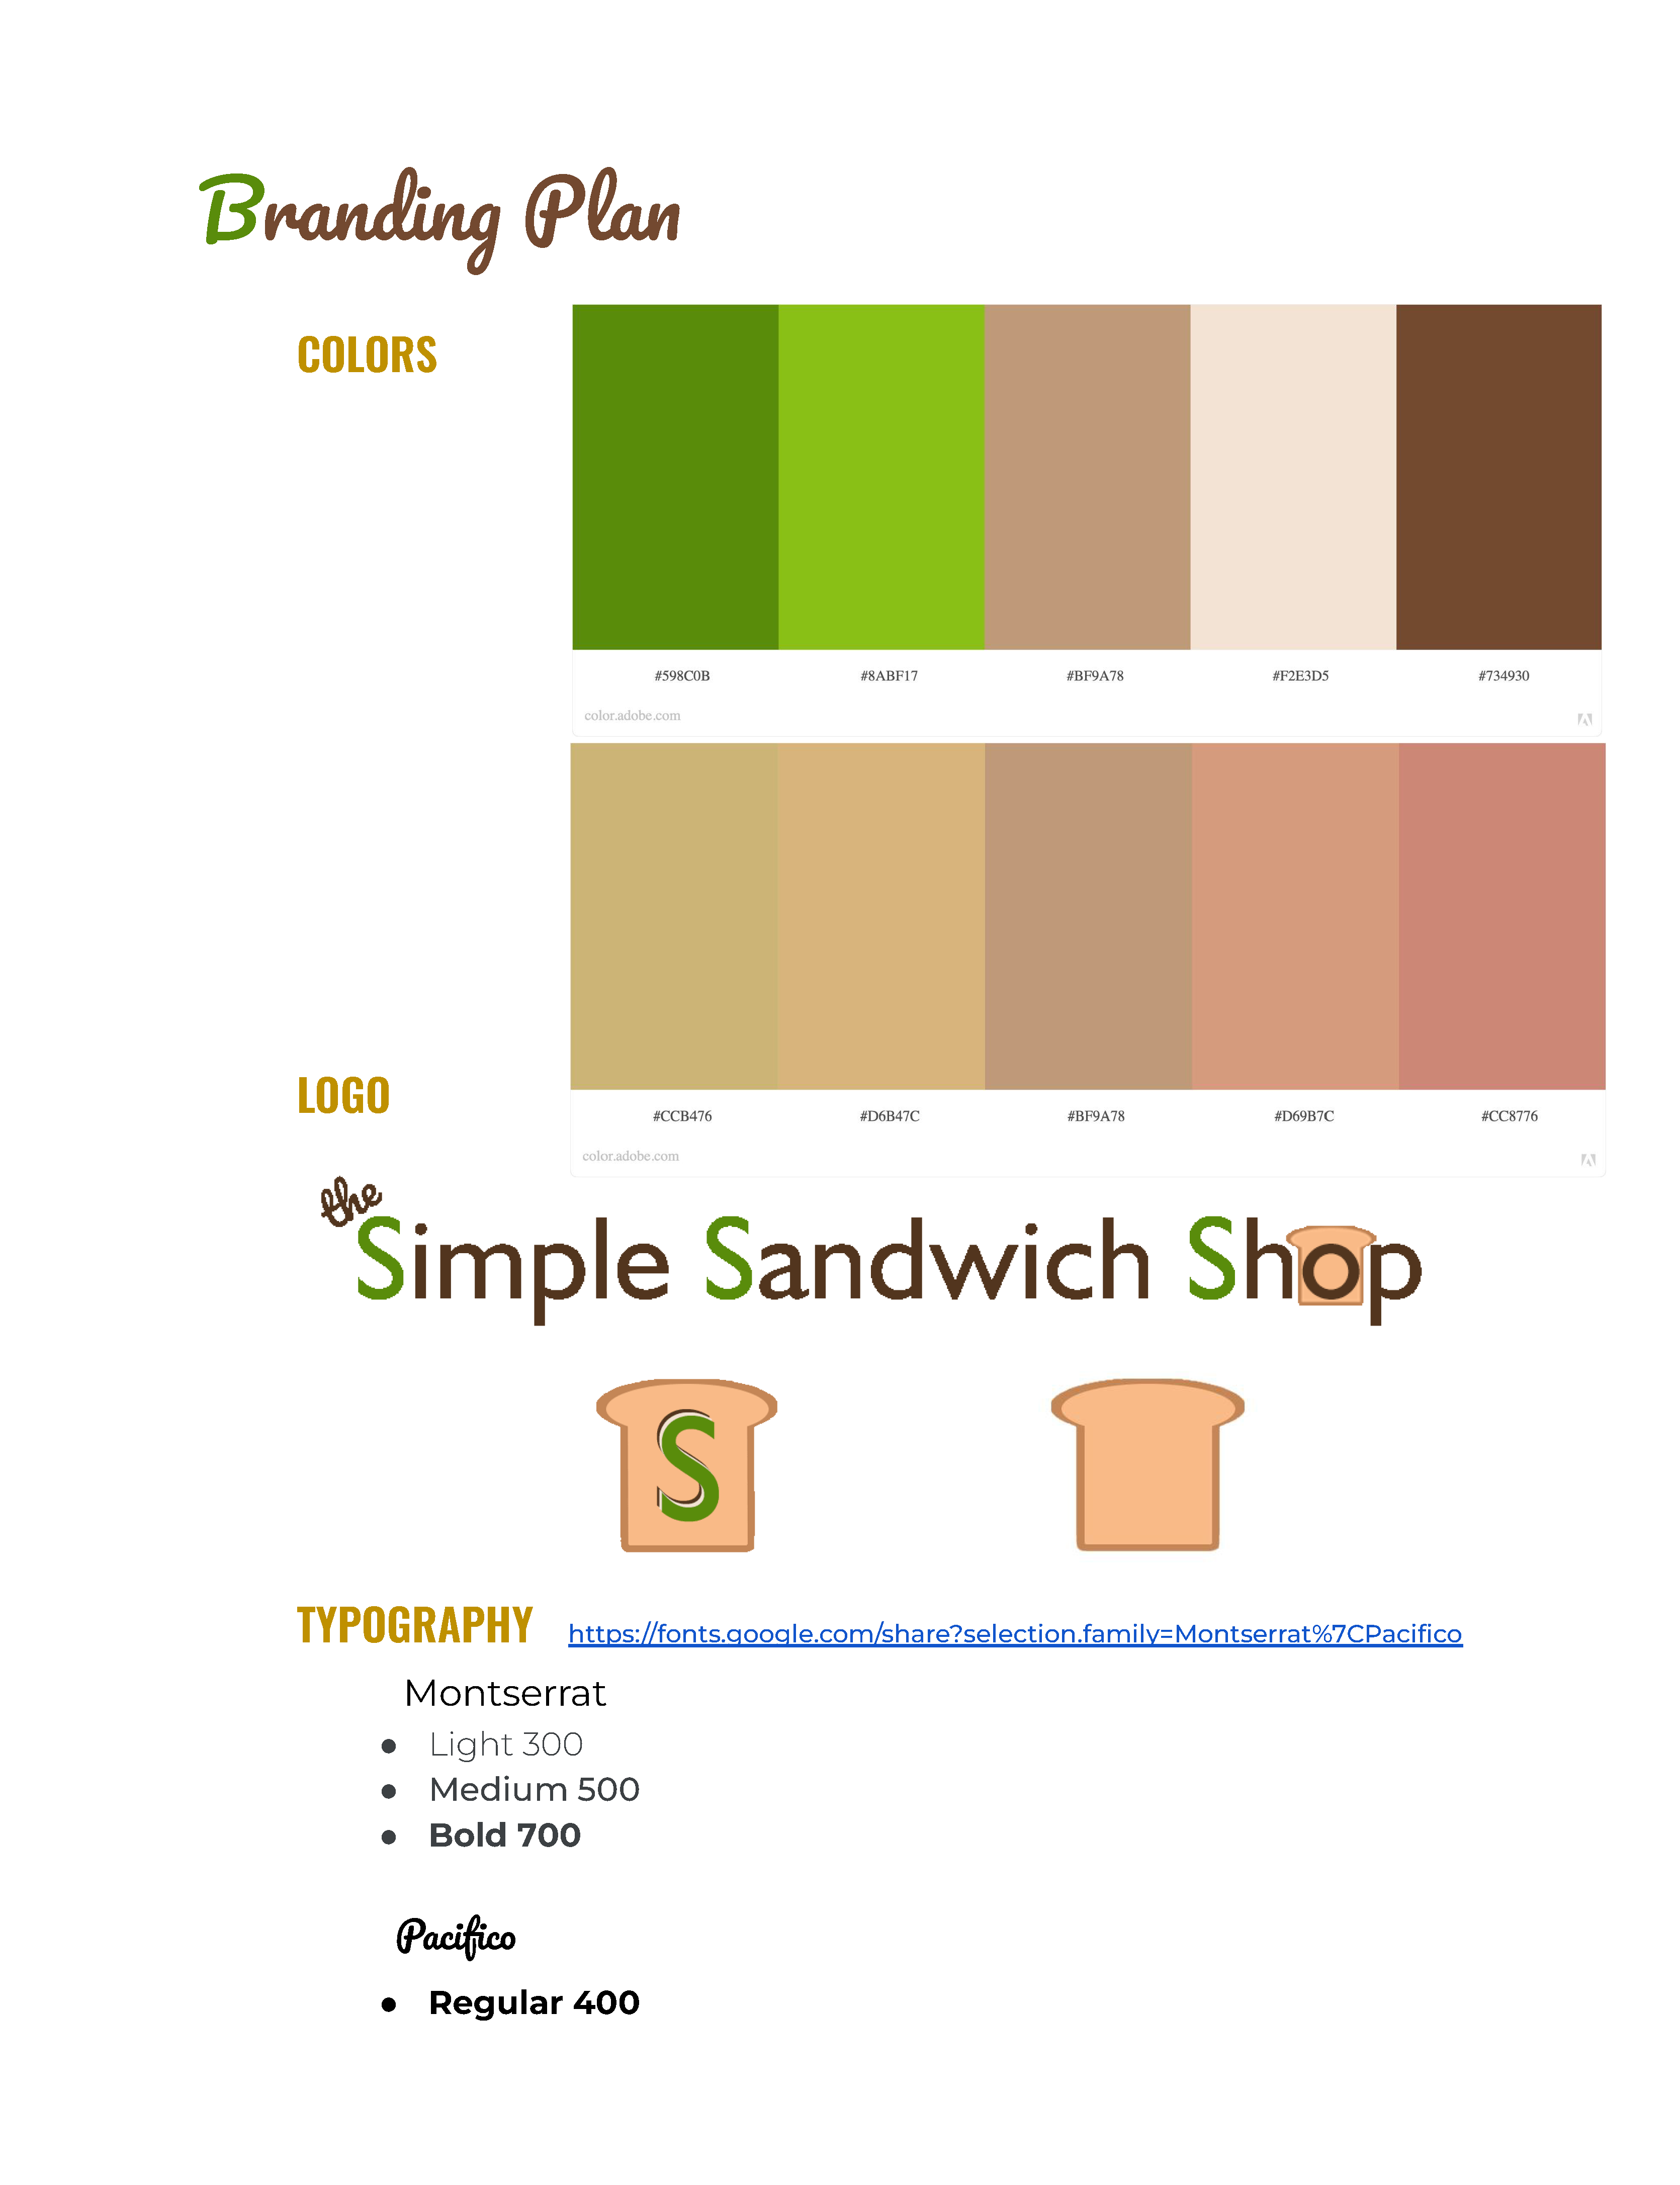 Branding Plan
COLORS
#598C0B #8ABF17 #BF9A78 #F2E3D5 #734930
color.adobe.com
#CCB476 #D6B47C #BF9A78 #D69B7C #CC8776
color.adobe.com
LOGO
the
Simple Sandwich Shop
S
TYPOGRAPHY https://fonts.google.com/share?selection.family=Montserrat%7CPacifico
Montserrat
● Light 300
● Medium 500
● Bold 700
Pacifico
● Regular 400